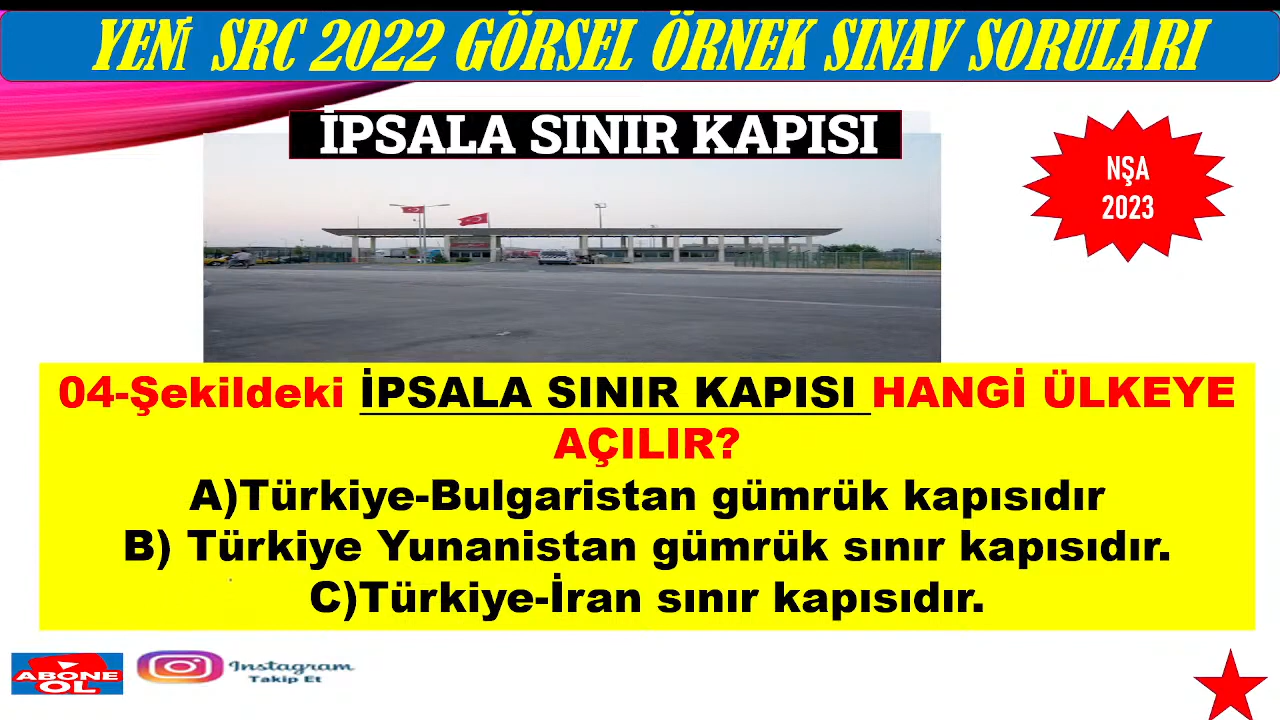 YENİ SRC 2022 GÖRSEL ÖRNEK SINAV SORULARI
İPSALA SINIR KAPISI
NŞA
2023
04-Şekildeki İPSALA SINIR KAPISI HANGİ ÜLKEYE
AÇILIR?
A)Türkiye-Bulgaristan gümrük kapısıdır
B) Türkiye Yunanistan gümrük sınır kapısıdır.
C)Türkiye-İran sınır kapısıdır.
ABONE
OL
Instagram
Takip Et